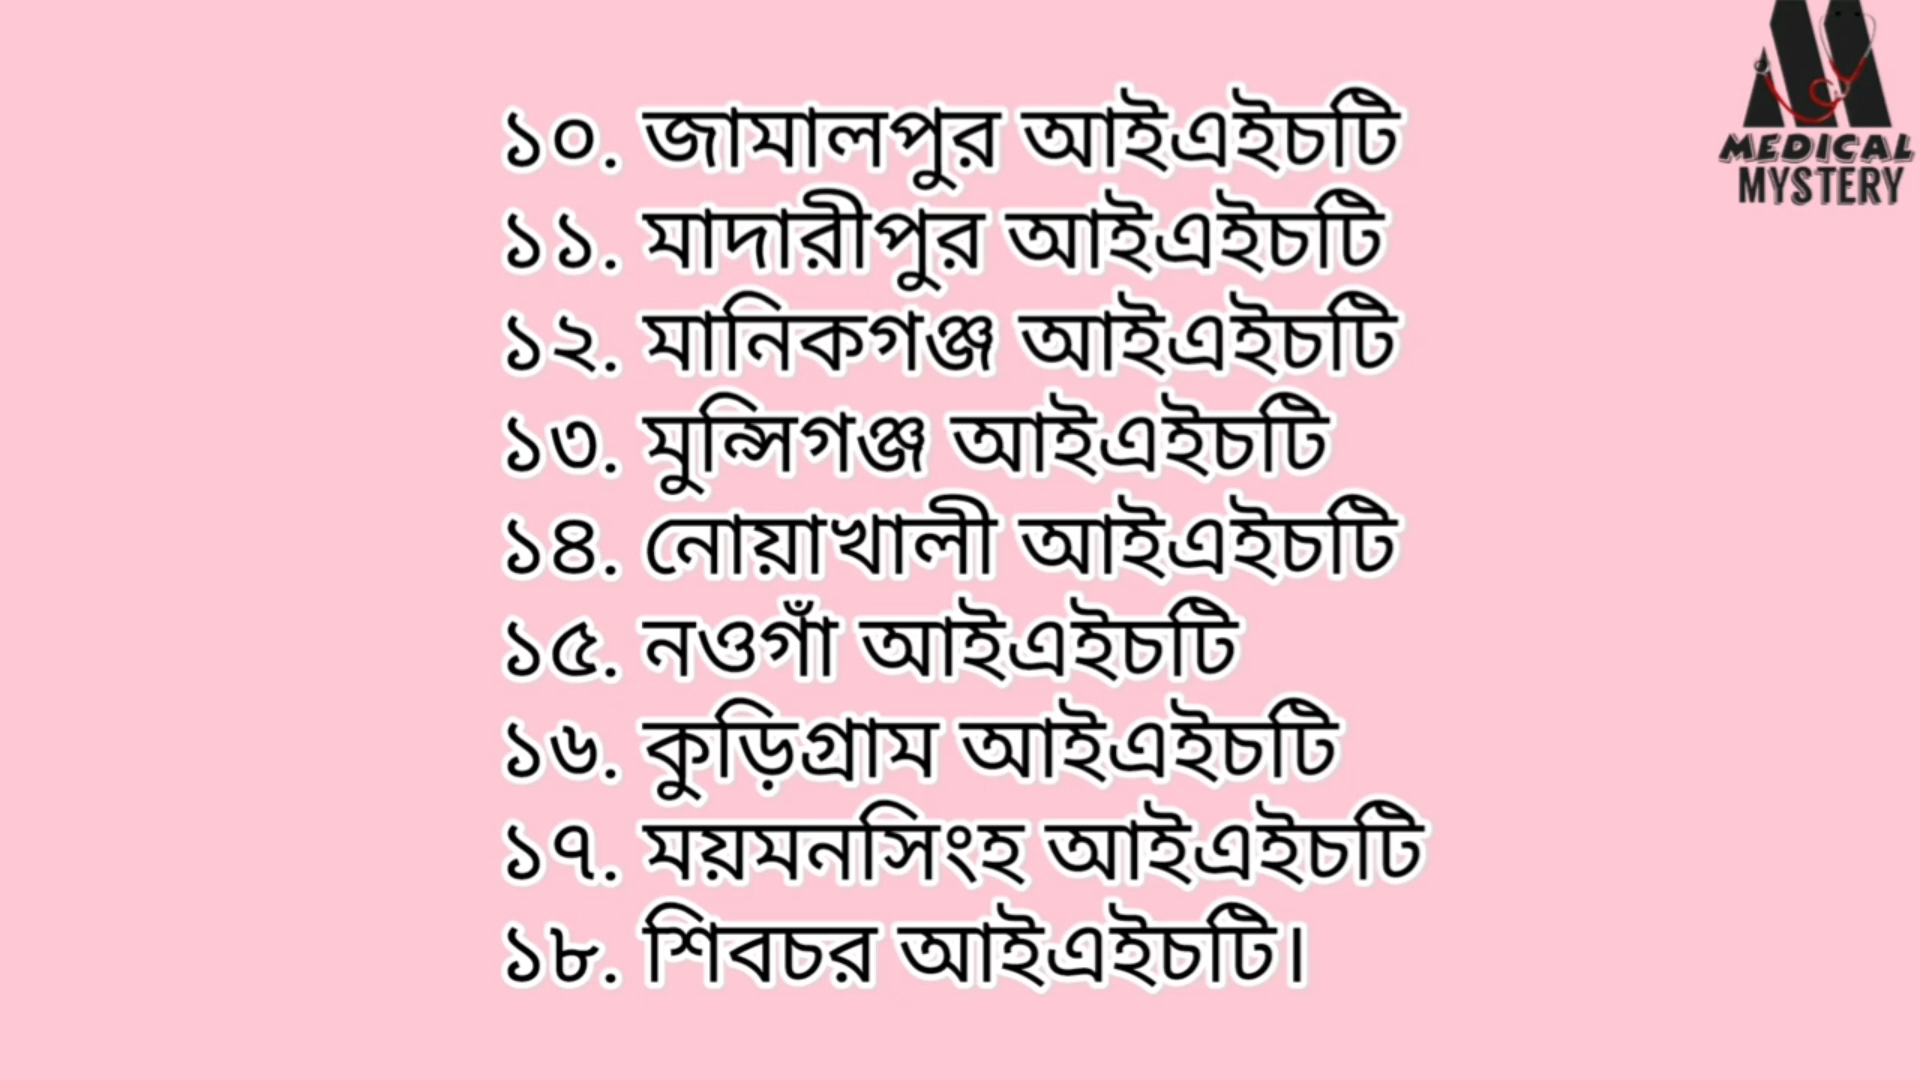 MEDICAL
MYSTERY
১০. জামালপুর আইএইচটি
১১. মাদারীপুর আইএইচটি
১২. মানিকগঞ্জ আইএইচটি
১৩. মুন্সিগঞ্জ আইএইচটি
১৪. নোয়াখালী আইএইচটি
১৫. নওগাঁ আইএইচটি
১৬. কুড়িগ্রাম আইএইচটি
১৭. ময়মনসিংহ আইএইচটি
১৮. শিবচর আইএইচটি।